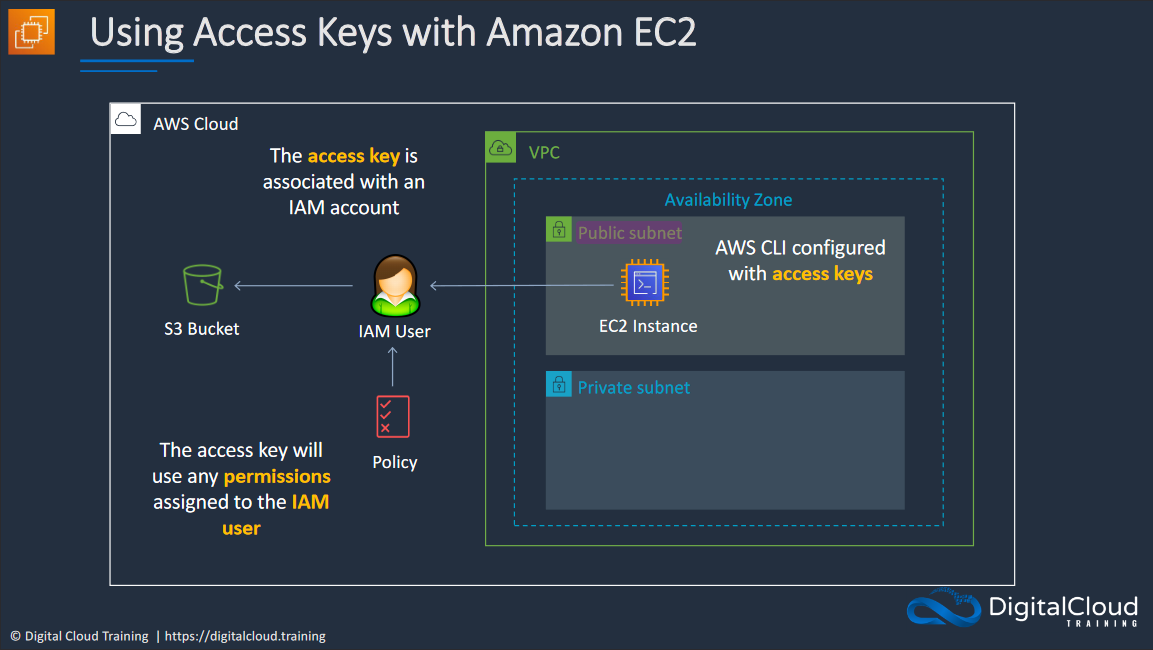 Using Access Keys with Amazon EC2
AWS Cloud
The access key is
associated with an
IAM account
VPC
Availability Zone
Public subnet
AWS CLI configured
with access keys
S3 Bucket
IAM User
EC2 Instance
Private subnet
Policy
The access key will
use any permissions
assigned to the IAM
user
DigitalCloud
TRAINING
© Digital Cloud Training | https://digitalcloud.training